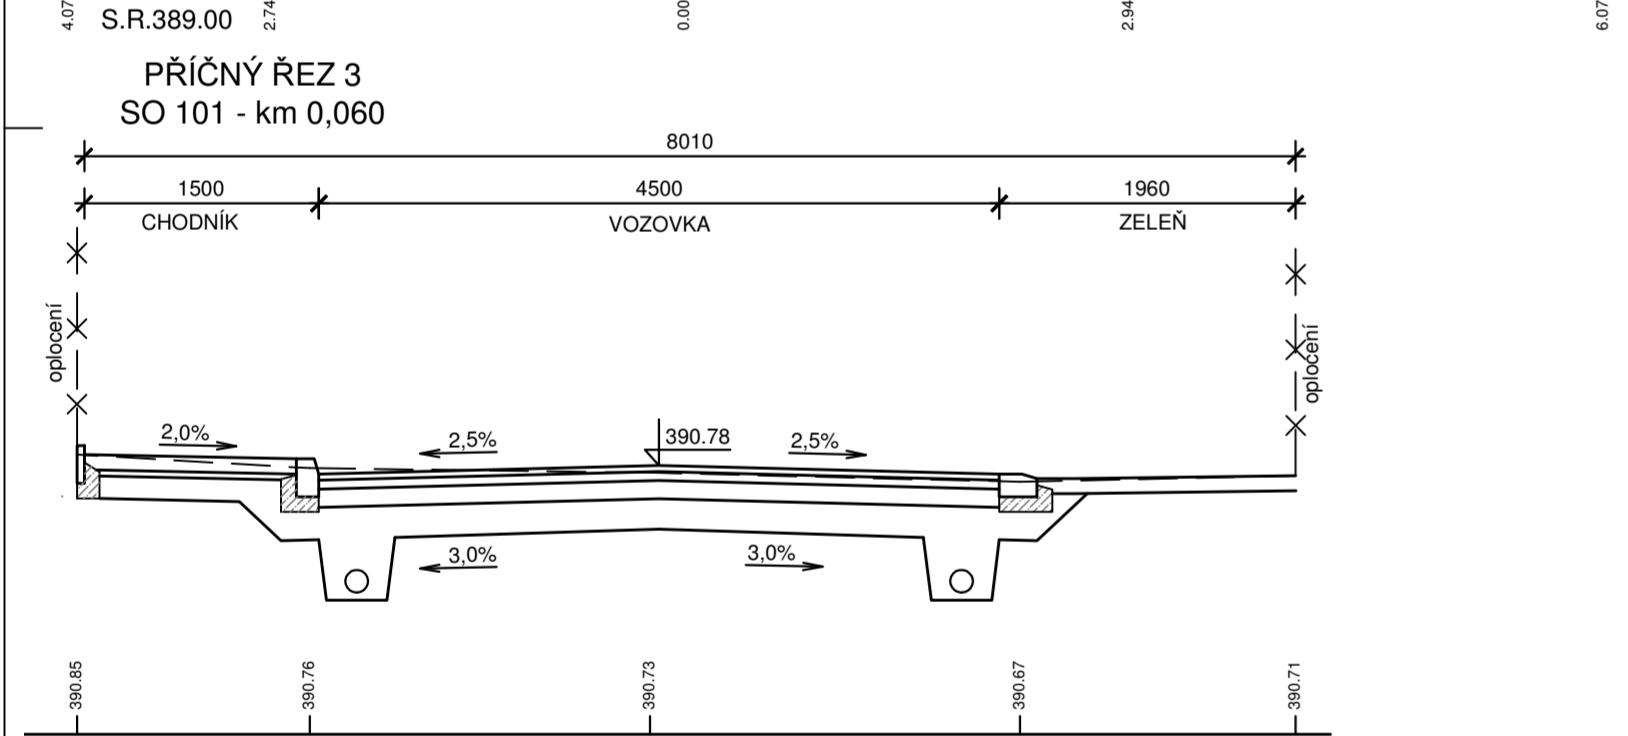 4.07
S.R.389.00
2.74
0.00
2.94
6.07
PŘÍČNÝ ŘEZ 3
SO 101 - km 0,060
8010
1500
4500
1960
CHODNÍK
VOZOVKA
ZELEŇ
oplocení
oplocení
2,0%
2,5%
390.78
2,5%
3,0%
3,0%
390.85
390.76
390.73
390.67
390.71